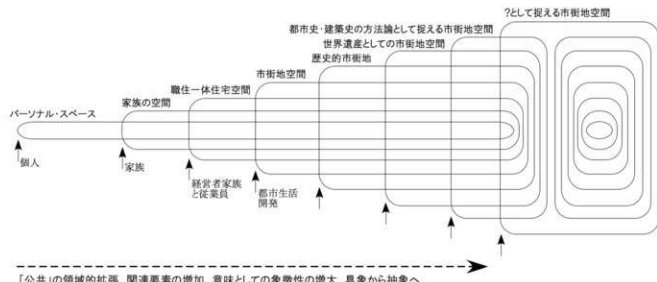 ?として捉える市街地空間
都市史・建築史の方法論として捉える市街地空間
世界遺産としての市街地空間
歴史的市街地
市街地空間
職住一体住宅空間
家族の空間
パーソナル・スペース
個人
家族
経営者家族
と従業員
都市生活
開発
「公共」の領域的拡張、関連要素の増加、意味としての象徴性の増大、具象から抽象へ